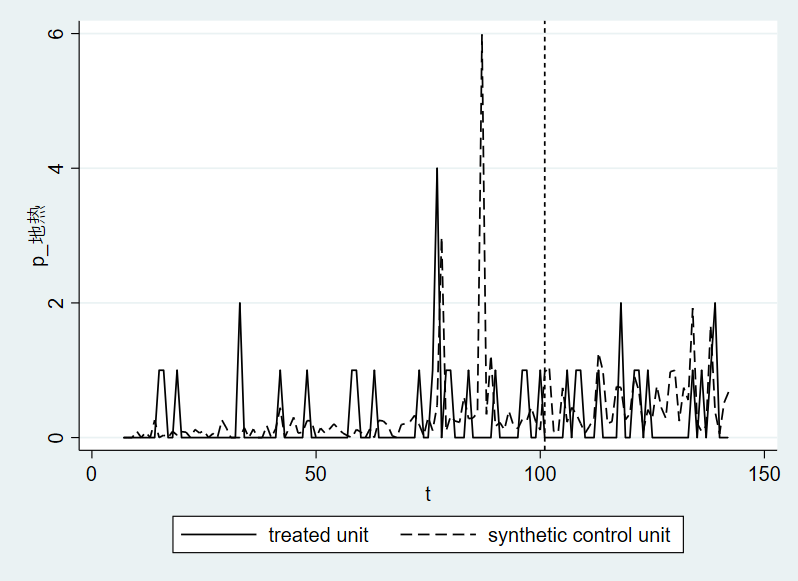 6
4
2
0
p_地热
0
50
100
150
t
treated unit
synthetic control unit